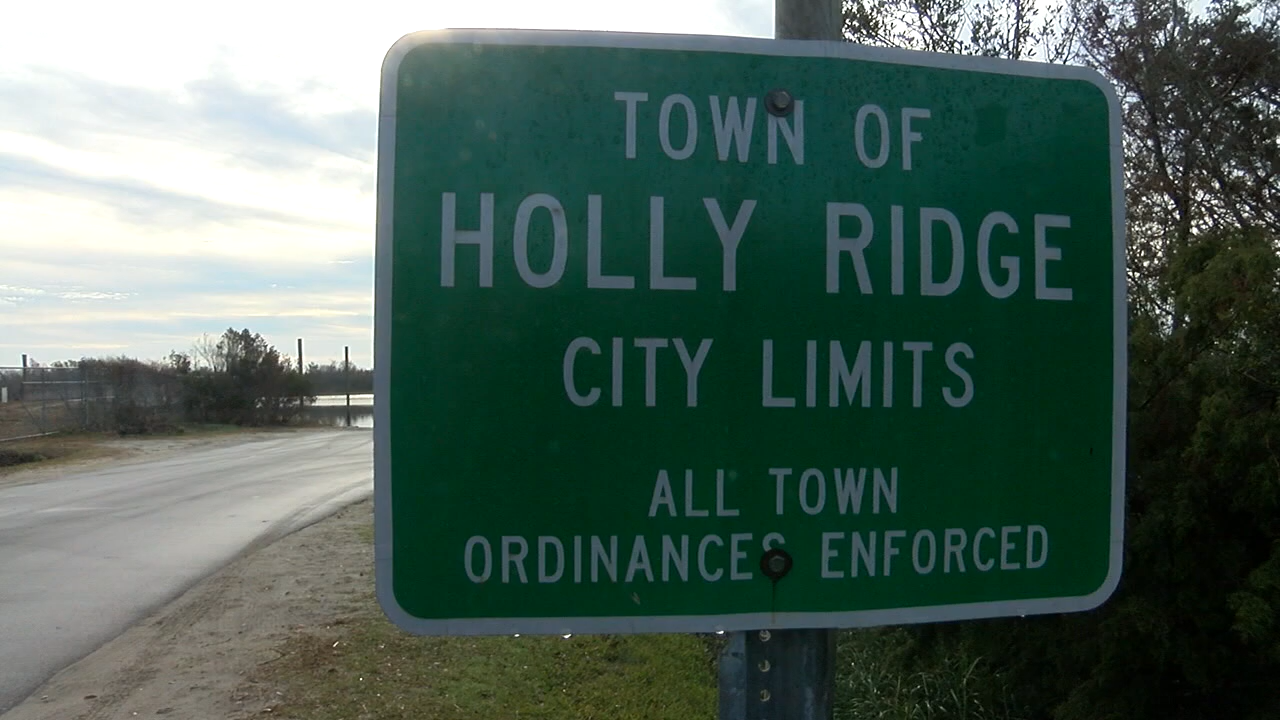 TOWN OF
HOLLY RIDGE
CITY LIMITS
ALL TOWN
ORDINANCES ENFORCED